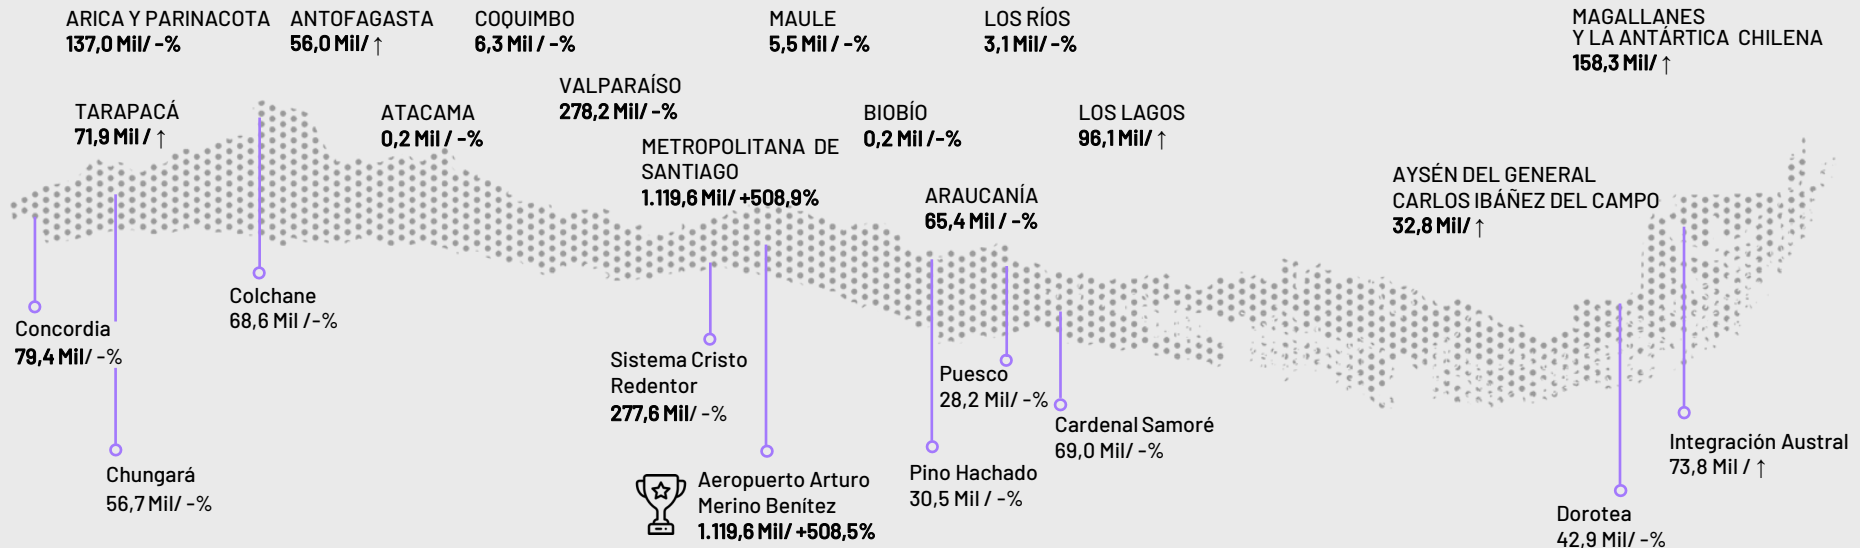 ARICA Y PARINACOTA
137,0 Mil/ -%
ANTOFAGASTA
56,0 Mil/ ↑
COQUIMBO
6,3 Mil / -%
MAULE
5,5 Mil / -%
LOS RÍOS
3,1 Mil/ -%
MAGALLANES
Y LA ANTÁRTICA CHILENA
158,3 Mil/ ↑
TARAPACÁ
71,9 Mil / ↑
ATACAMA
0,2 Mil / -%
VALPARAÍSO
278,2 Mil/ -%
METROPOLITANA DE
SANTIAGO
1.119,6 Mil/ +508,9%
BIOBÍO
0,2 Mil /-%
ARAUCANÍA
65,4 Mil / -%
LOS LAGOS
96,1 Mil/ ↑
AYSÉN DEL GENERAL
CARLOS IBÁÑEZ DEL CAMPO
32,8 Mil/ ↑
Concordia
79,4 Mil/ -%
Chungará
56,7 Mil/ -%
Colchane
68,6 Mil /-%
Sistema Cristo
Redentor
277,6 Mil/ -%
Aeropuerto Arturo
Merino Benítez
1.119,6 Mil/ +508,5%
Pino Hachado
30,5 Mil / -%
Puesco
28,2 Mil/ -%
Cardenal Samoré
69,0 Mil/ -%
Dorotea
42,9 Mil/ -%
Integración Austral
73,8 Mil / ↑